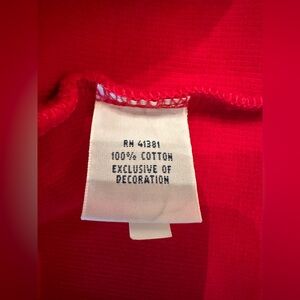 RN 41381
100% COTTON
EXCLUSIVE OF
DECORATION